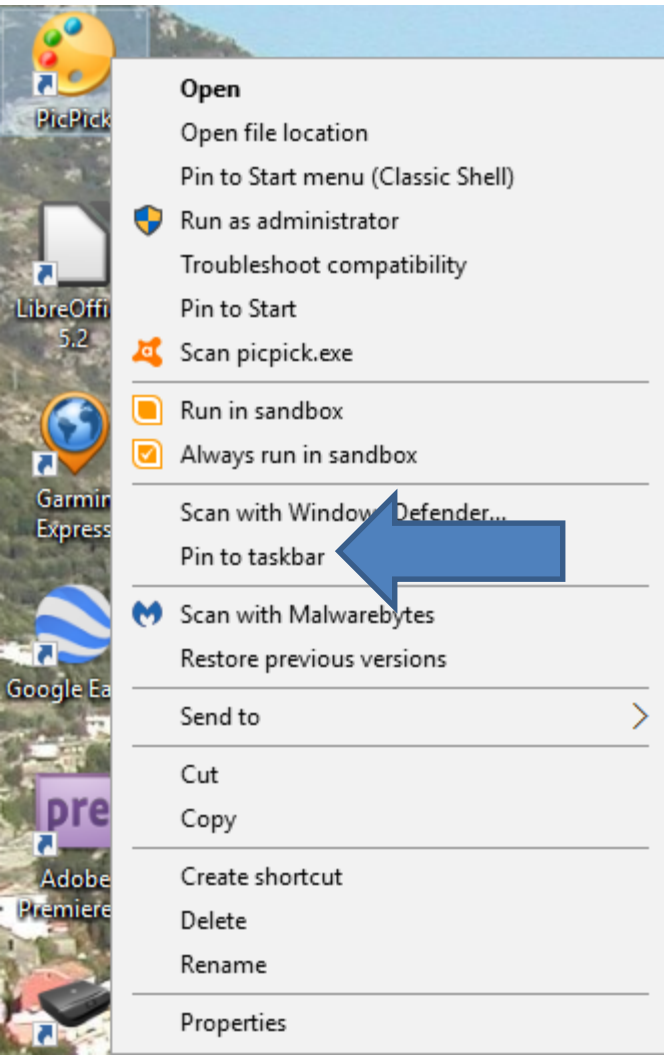 PicPick
Open
Open file location
Pin to Start menu (Classic Shell)
Run as administrator
Troubleshoot compatibility
LibreOffi
5.2
Pin to Start
Scan picpick.exe
Run in sandbox
Always run in sandbox
Garmin
Express
Scan with Window Defender...
Pin to taskbar
Scan with Malwarebytes
Restore previous versions
Google Ea
Send to
Cut
Copy
pre
Adobe
Premiere
Create shortcut
Delete
Rename
Properties